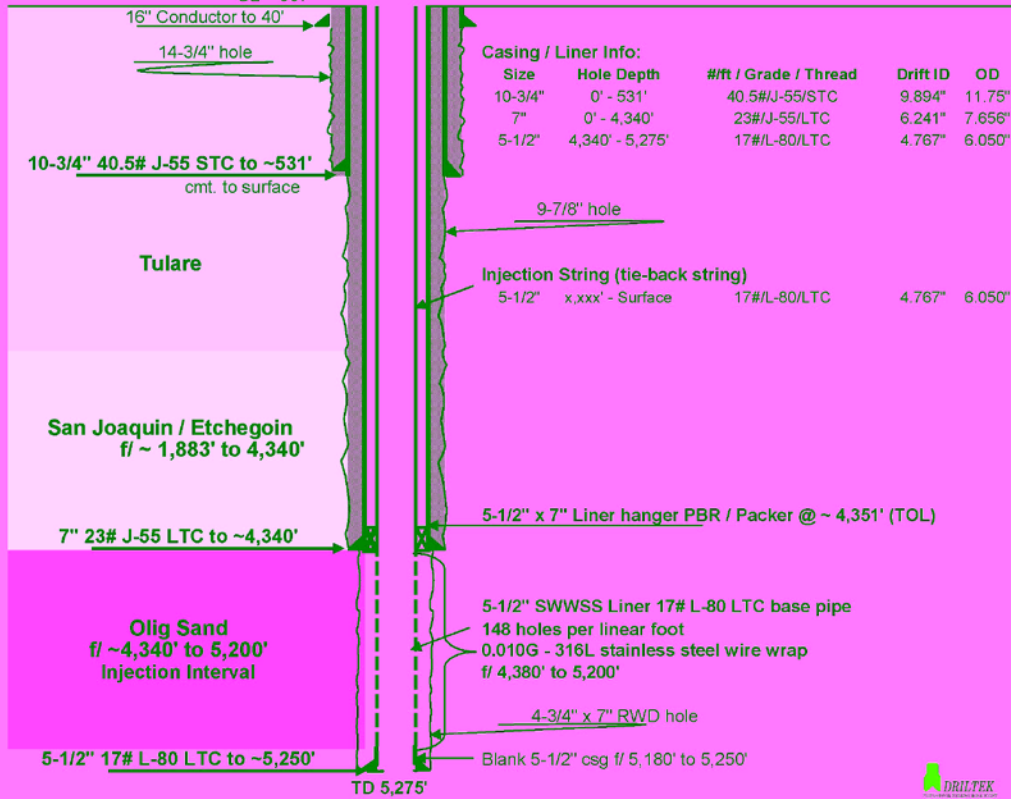 16" Conductor to 40'
14-3/4" hole
10-3/4" 40.5# J-55 STC to ~531'
cmt. to surface
Tulare
San Joaquin / Etchegoin
f/ ~ 1,883' to 4,340'
7" 23# J-55 LTC to ~4,340'
Olig Sand
f/ ~4,340' to 5,200'
Injection Interval
5-1/2" 17# L-80 LTC to ~5,250'
TD 5,275'
Casing / Liner Info:
Size Hole Depth #/ft / Grade / Thread Drift ID OD
10-3/4" 0' - 531' 40.5#/J-55/STC 9.894" 11.75"
7" 0' - 4,340' 23#/J-55/LTC 6.241" 7.656"
5-1/2" 4,340' - 5,275' 17#/L-80/LTC 4.767" 6.050"
9-7/8" hole
Injection String (tie-back string)
5-1/2" x,xxx' - Surface 17#/L-80/LTC 4.767" 6.050"
5-1/2" x 7" Liner hanger PBR / Packer @ ~ 4,351' (TOL)
5-1/2" SWWSS Liner 17# L-80 LTC base pipe
148 holes per linear foot
0.010G - 316L stainless steel wire wrap
f/ 4,380' to 5,200'
4-3/4" x 7" RWD hole
Blank 5-1/2" csg f/ 5,180' to 5,250'
DRILTEK